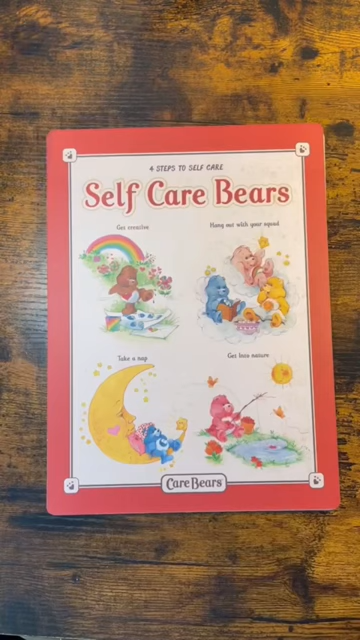 4 STEPS TO SELF CARE
Self Care Bears
Get creative
Hang out with your squad
Take a nap
Get into nature
Care Bears